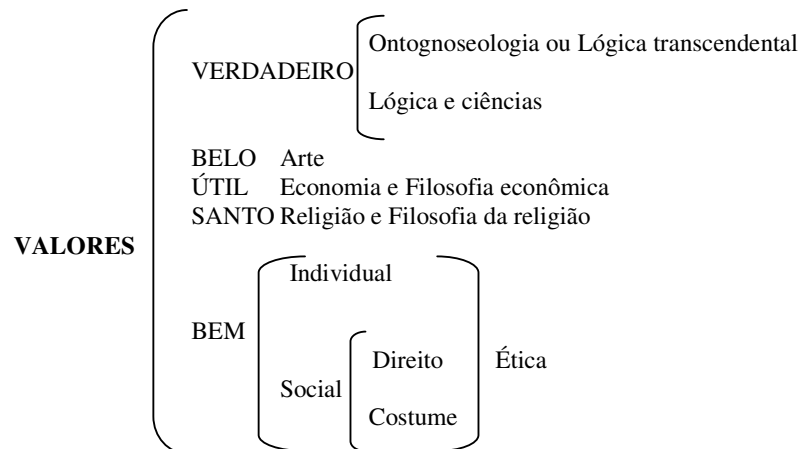 Ontognoseologia ou Lógica transcendental
VERDADEIRO
Lógica e ciências
BELO Arte
ÚTIL Economia e Filosofia econômica
SANTO Religião e Filosofia da religião
VALORES
Individual
BEM
Direito Ética
Social
Costume